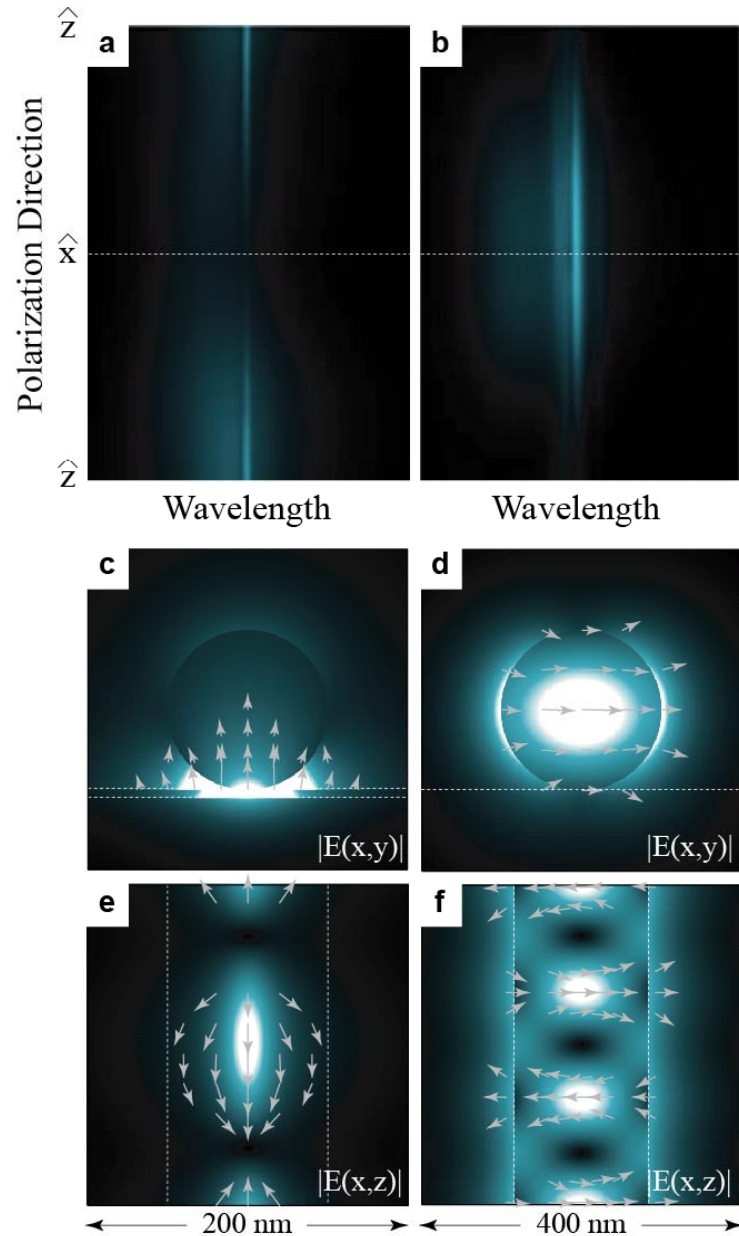 ẑ
a
b
Polarization Direction
x̂
ẑ
Wavelength
Wavelength
c
d
|E(x,y)|
|E(x,y)|
e
f
|E(x,z)|
|E(x,z)|
200 nm
400 nm